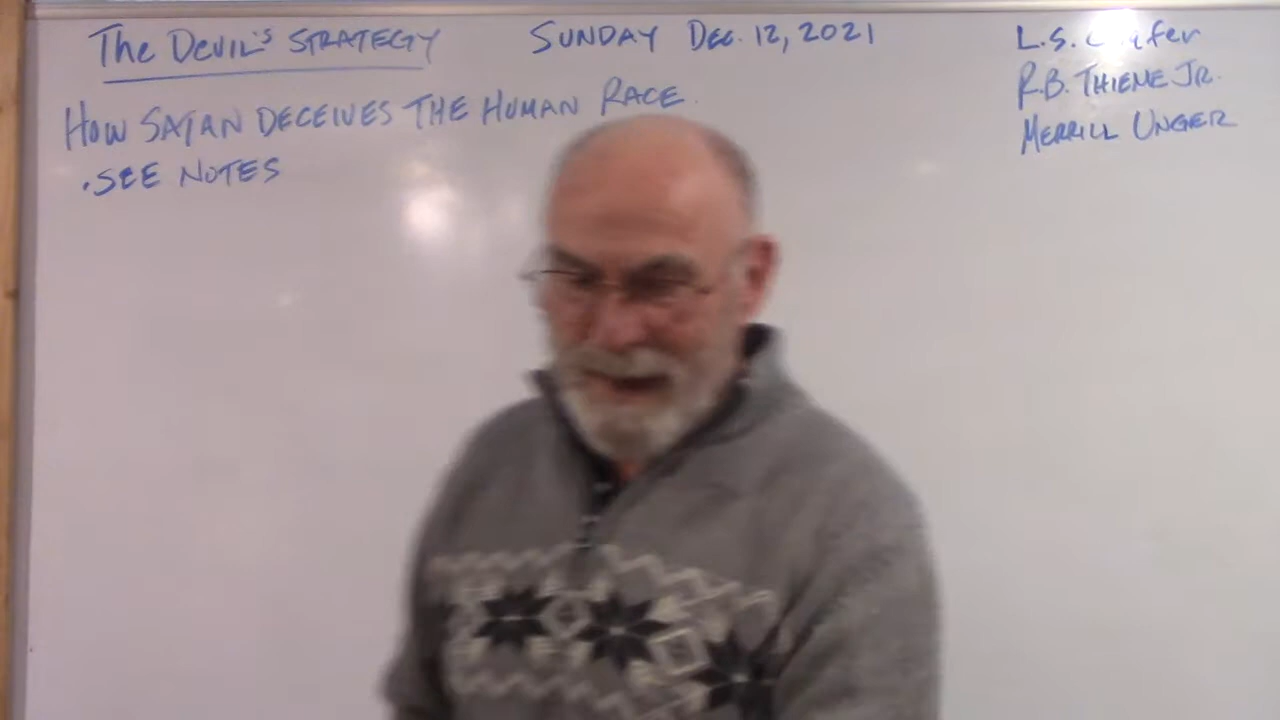 The Devil's Strategy
Sunday Dec. 12, 2021
How Satan Deceives The Human Race.
• See Notes
L.S.
R.B. Thieme Jr.
Merrill Unger